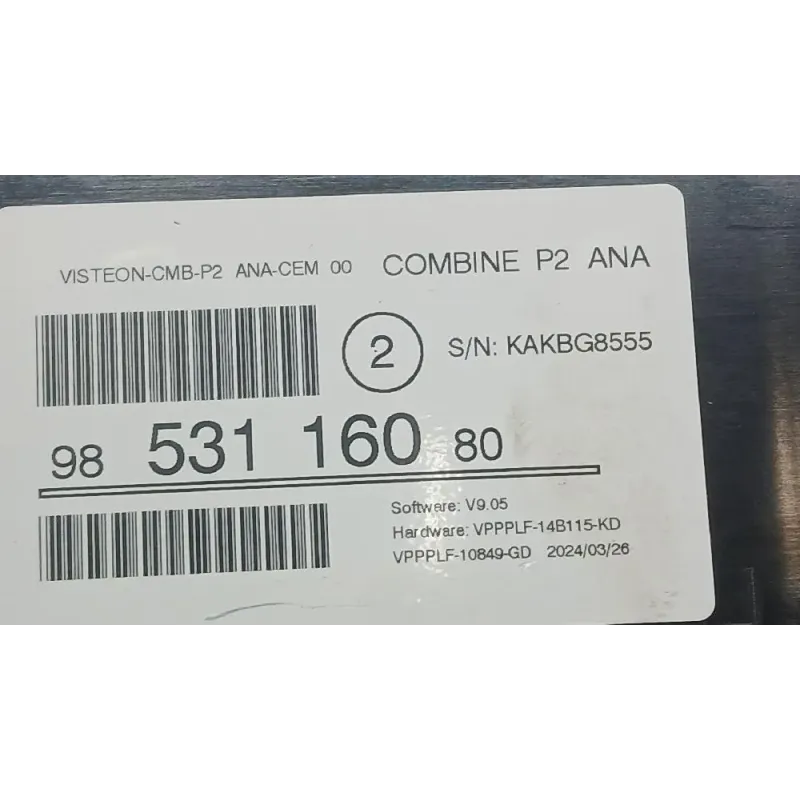 VISTEON-CMB-P2 ANA-CEM 00 COMBINE P2 ANA
2 S/N: KAKBG8555
98 531 160 80
Software: V9.05
Hardware: VPPPLF-14B115-KD
VPPPLF-10849-GD 2024/03/26